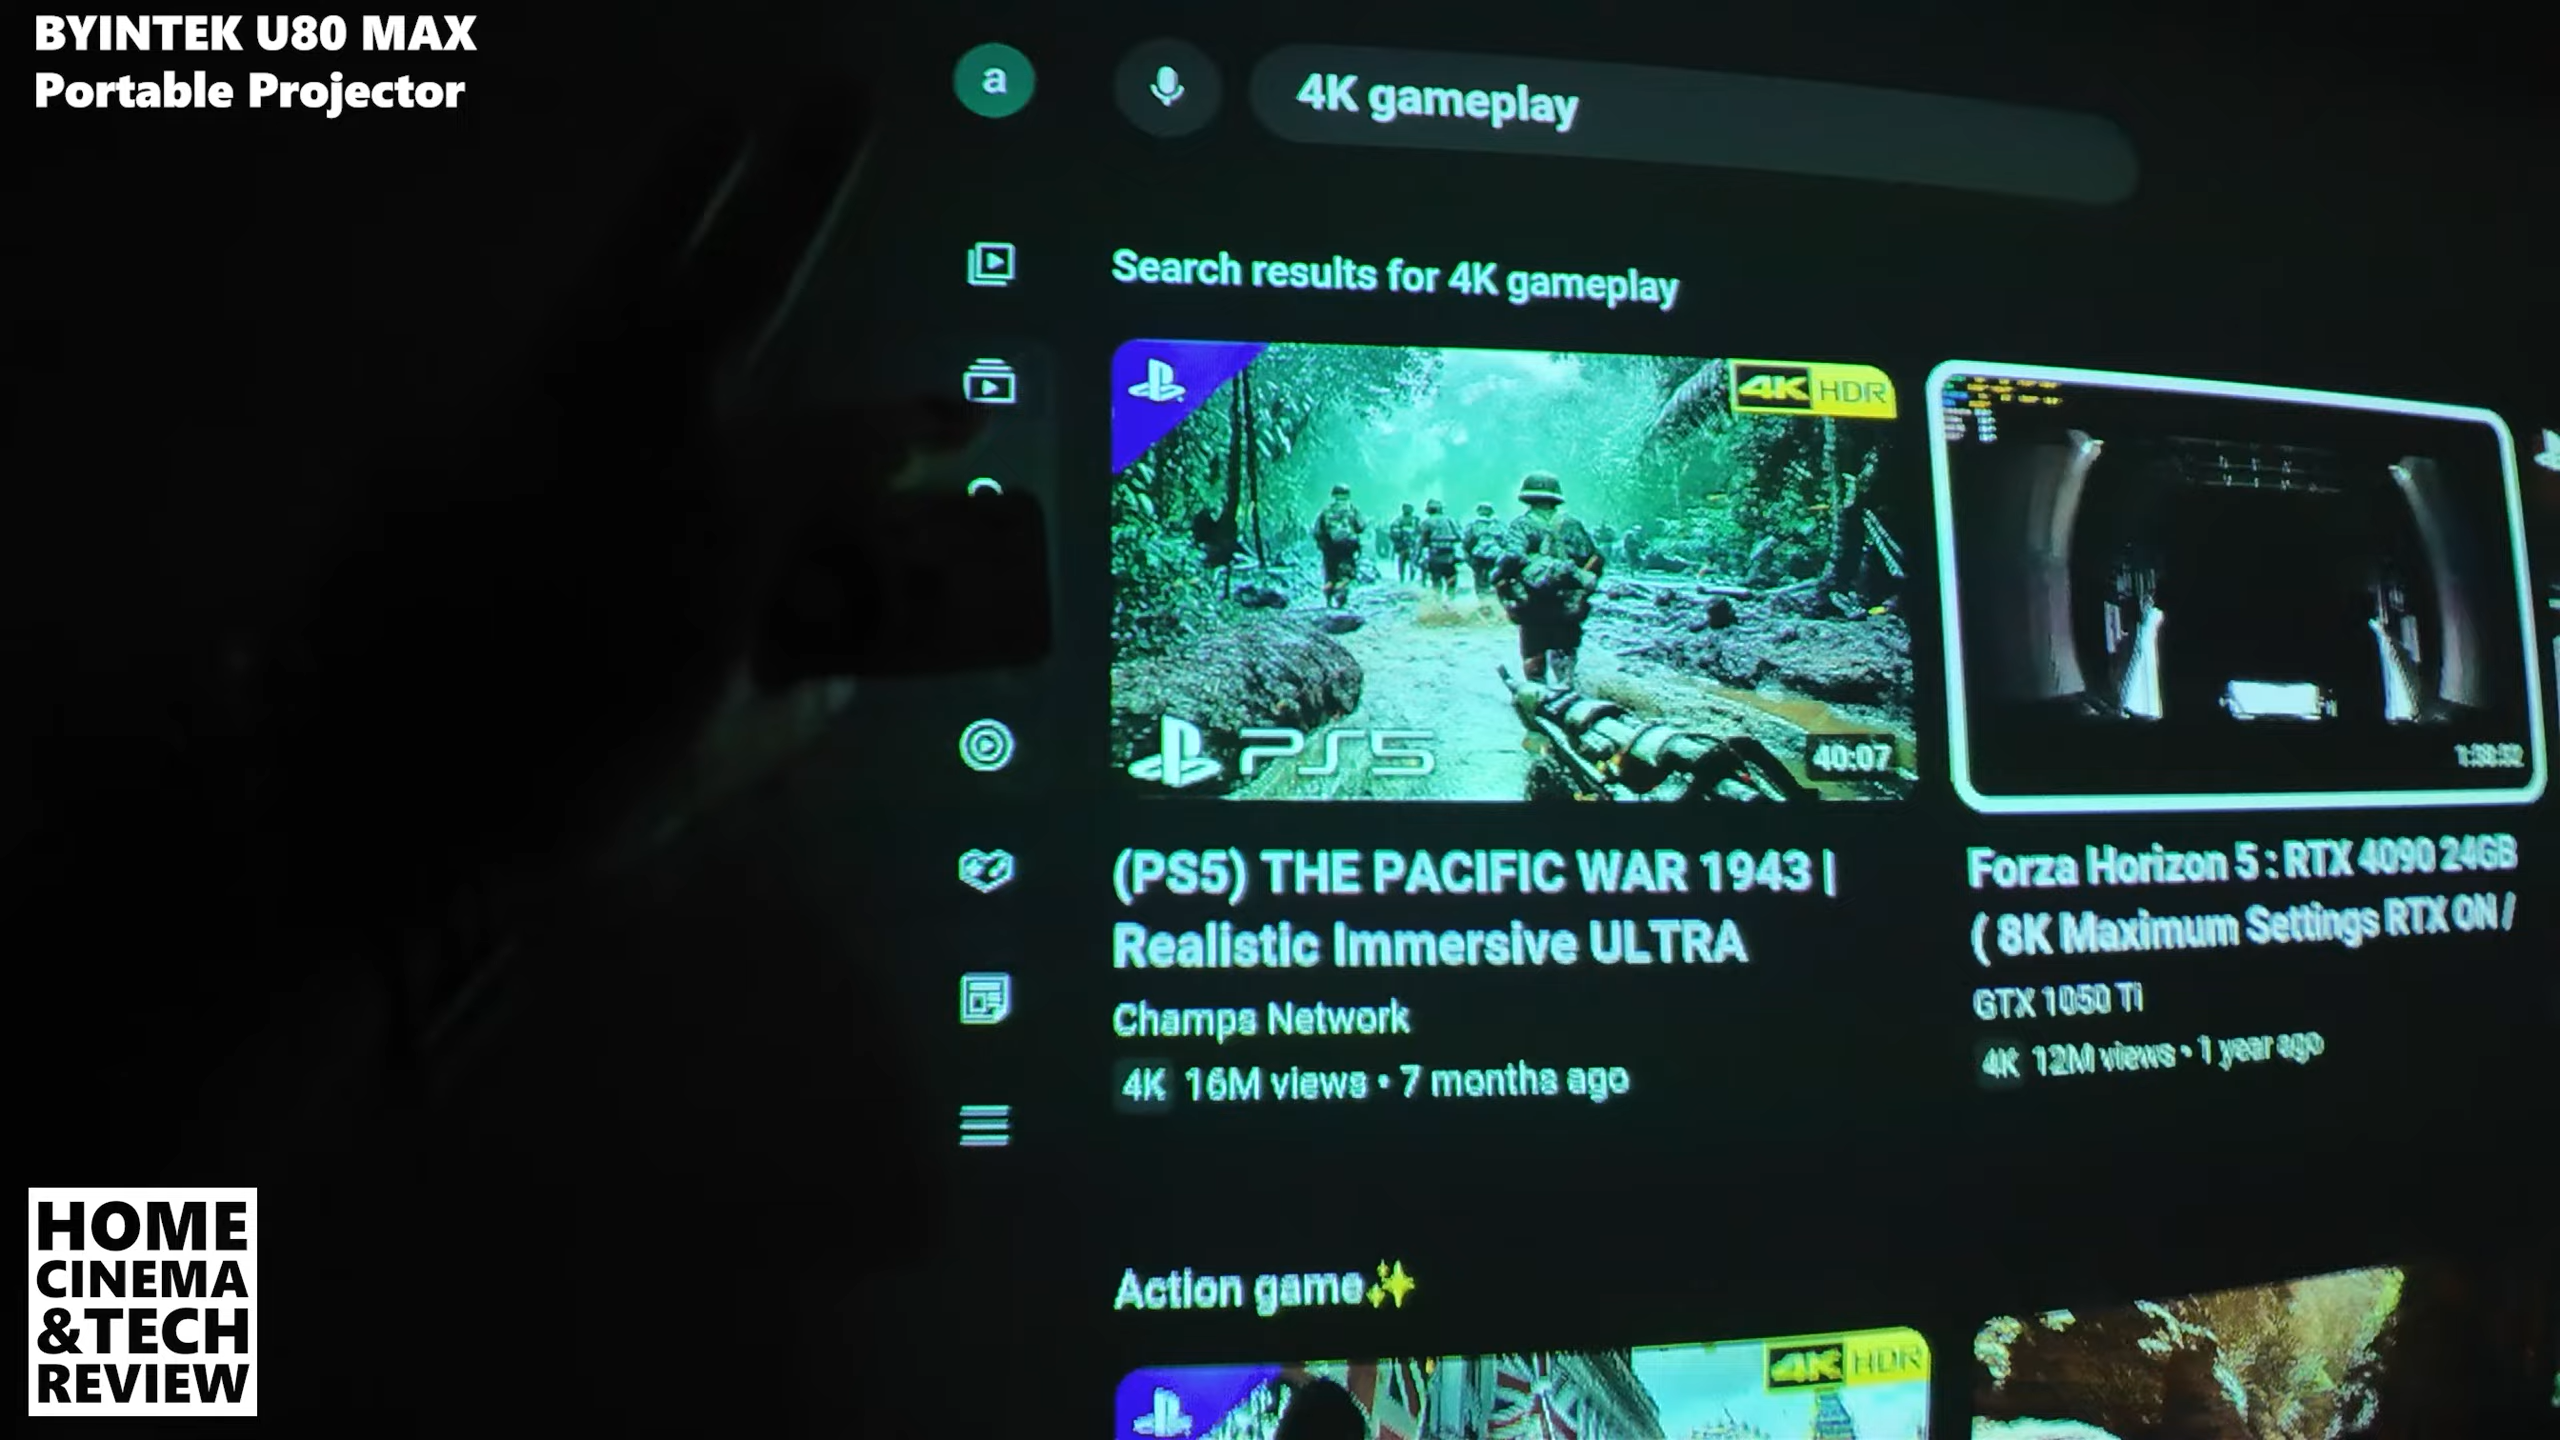 BYINTEK U80 MAX
Portable Projector
a
4K gameplay
Search results for 4K gameplay
4K HDR
PS5
40:07
(PS5) THE PACIFIC WAR 1943 |
Realistic Immersive ULTRA
Champs Network
4K 16M views • 7 months ago
Forza Horizon 5 : RTX 4090 24GB
( 8K Maximum Settings RTX ON /
GTX 1050 Ti
4K 12M views • 1 year ago
Action game✨
4K HDR
HOME
CINEMA
&TECH
REVIEW